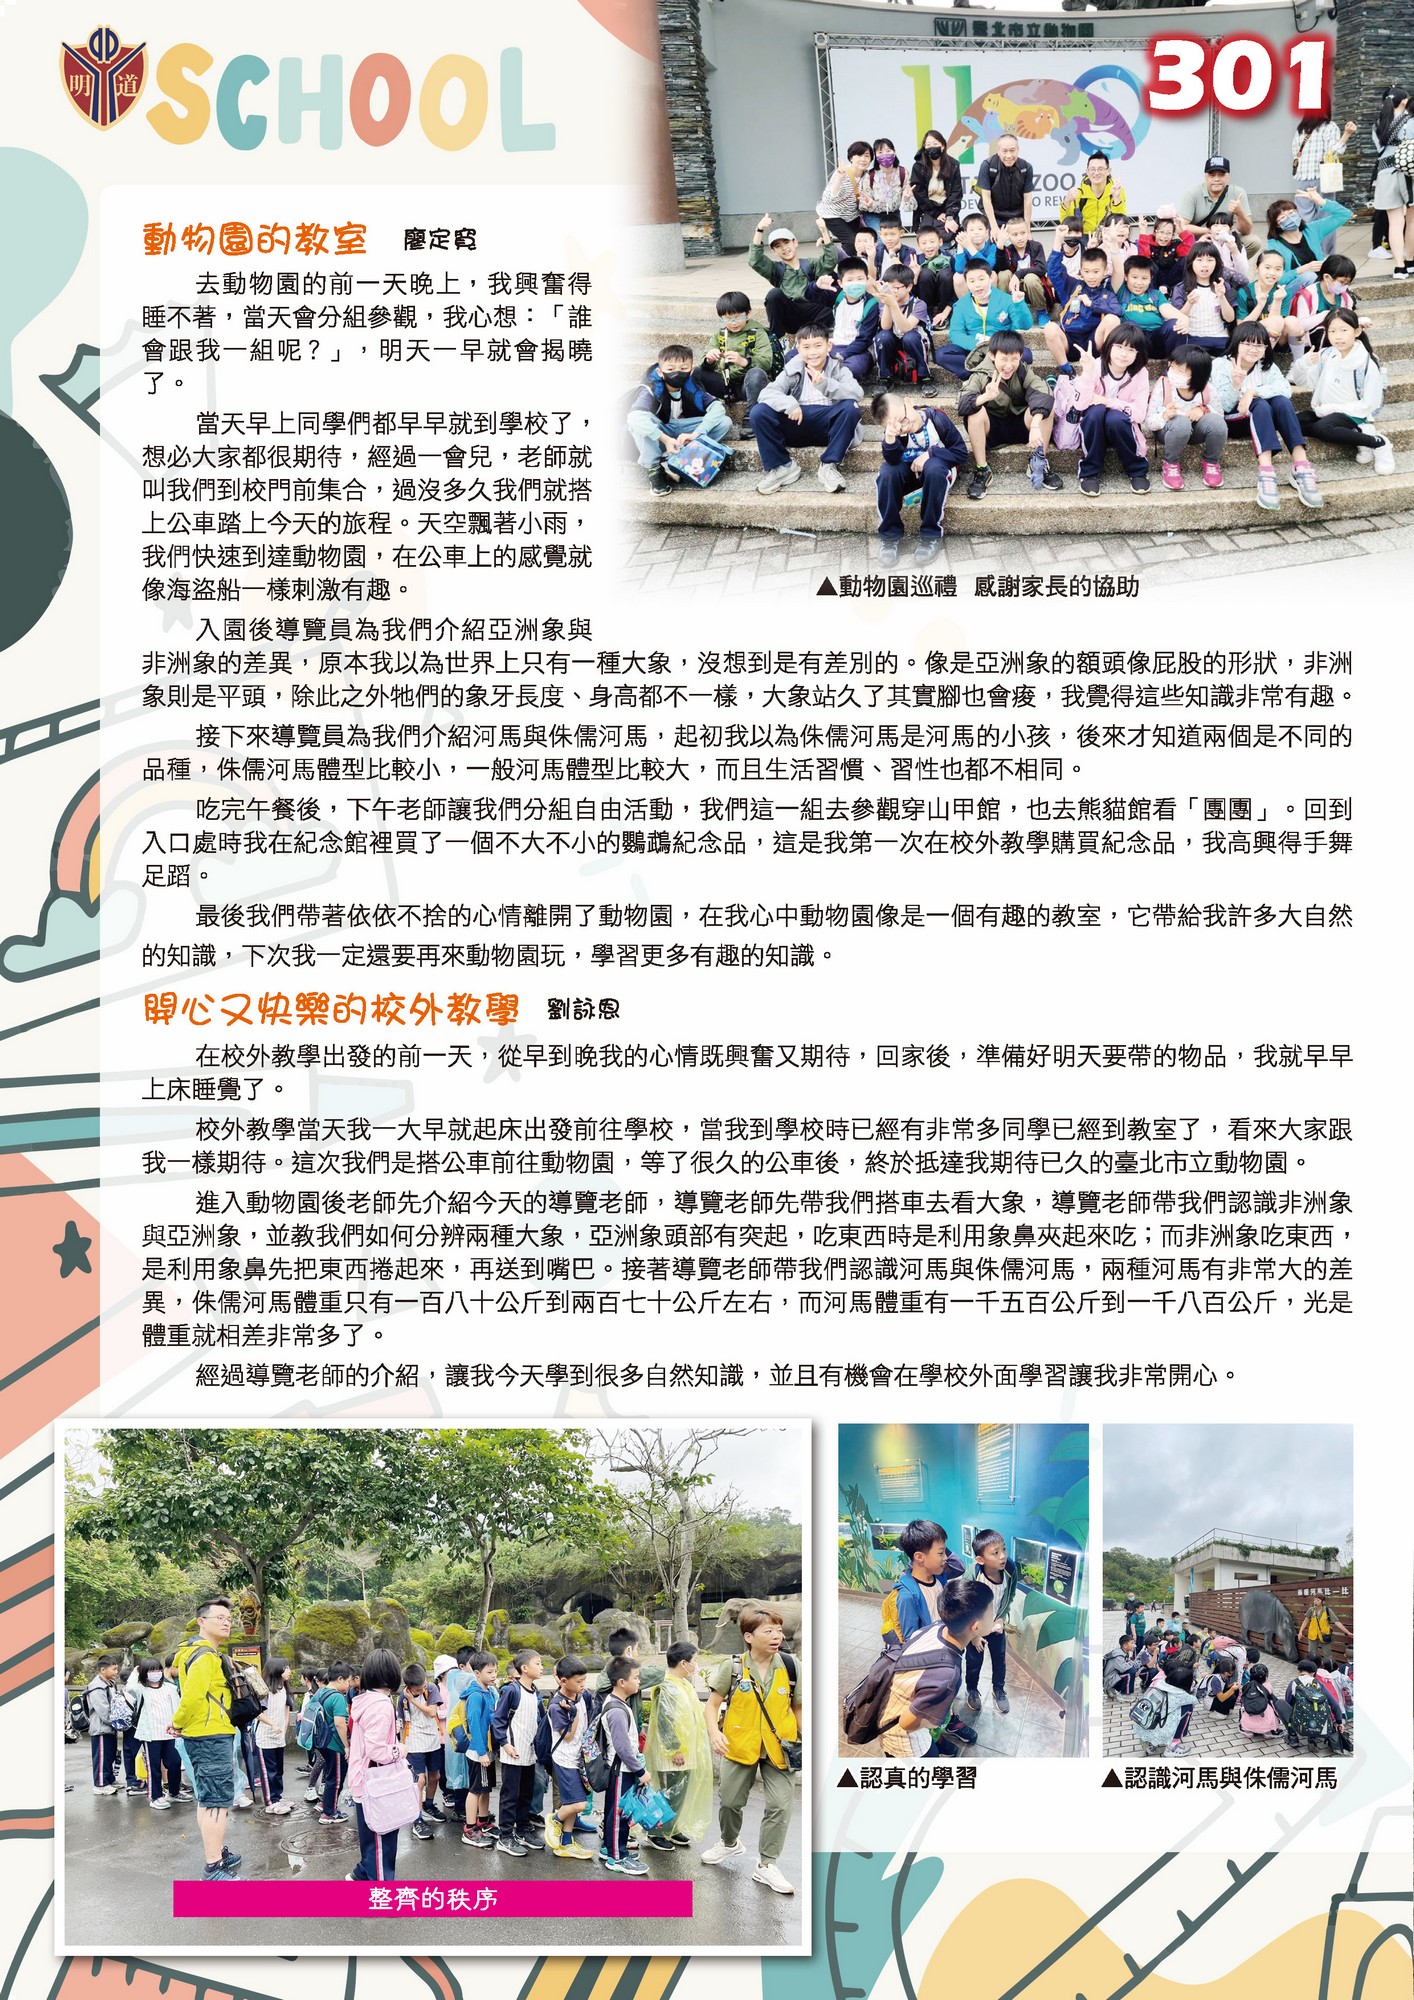 明道
SCHOOL
臺北市立動物園
301
動物園的教室 廖定寬
去動物園的前一天晚上，我興奮得
睡不著，當天會分組參觀，我心想：「誰
會跟我一組呢？」，明天一早就會揭曉
了。
當天早上同學們都早早就到學校了，
想必大家都很期待，經過一會兒，老師就
叫我們到校門前集合，過沒多久我們就搭
上公車踏上今天的旅程。天空飄著小雨，
我們快速到達動物園，在公車上的感覺就
像海盜船一樣刺激有趣。
▲動物園巡禮 感謝家長的協助
入園後導覽員為我們介紹亞洲象與
非洲象的差異，原本我以為世界上只有一種大象，沒想到是有差別的。像是亞洲象的額頭像屁股的形狀，非洲
象則是平頭，除此之外牠們的象牙長度、身高都不一樣，大象站久了其實腳也會痠，我覺得這些知識非常有趣。
接下來導覽員為我們介紹河馬與侏儒河馬，起初我以為侏儒河馬是河馬的小孩，後來才知道兩個是不同的
品種，侏儒河馬體型比較小，一般河馬體型比較大，而且生活習慣、習性也都不相同。
吃完午餐後，下午老師讓我們分組自由活動，我們這一組去參觀穿山甲館，也去熊貓館看「團團」。回到
入口處時我在紀念館裡買了一個不大不小的鸚鵡紀念品，這是我第一次在校外教學購買紀念品，我高興得手舞
足蹈。
最後我們帶著依依不捨的心情離開了動物園，在我心中動物園像是一個有趣的教室，它帶給我許多大自然
的知識，下次我一定還要再來動物園玩，學習更多有趣的知識。
開心又快樂的校外教學 劉詠恩
在校外教學出發的前一天，從早到晚我的心情既興奮又期待，回家後，準備好明天要帶的物品，我就早早
上床睡覺了。
校外教學當天我一大早就起床出發前往學校，當我到學校時已經有非常多同學已經到教室了，看來大家跟
我一樣期待。這次我們是搭公車前往動物園，等了很久的公車後，終於抵達我期待已久的臺北市立動物園。
進入動物園後老師先介紹今天的導覽老師，導覽老師先帶我們搭車去看大象，導覽老師帶我們認識非洲象
與亞洲象，並教我們如何分辨兩種大象，亞洲象頭部有突起，吃東西時是利用象鼻夾起來吃；而非洲象吃東西，
是利用象鼻先把東西捲起來，再送到嘴巴。接著導覽老師帶我們認識河馬與侏儒河馬，兩種河馬有非常大的差
異，侏儒河馬體重只有一百八十公斤到兩百七十公斤左右，而河馬體重有一千五百公斤到一千八百公斤，光是
體重就相差非常多了。
經過導覽老師的介紹，讓我今天學到很多自然知識，並且有機會在學校外面學習讓我非常開心。
兩種河馬比一比
▲認真的學習
▲認識河馬與侏儒河馬
整齊的秩序